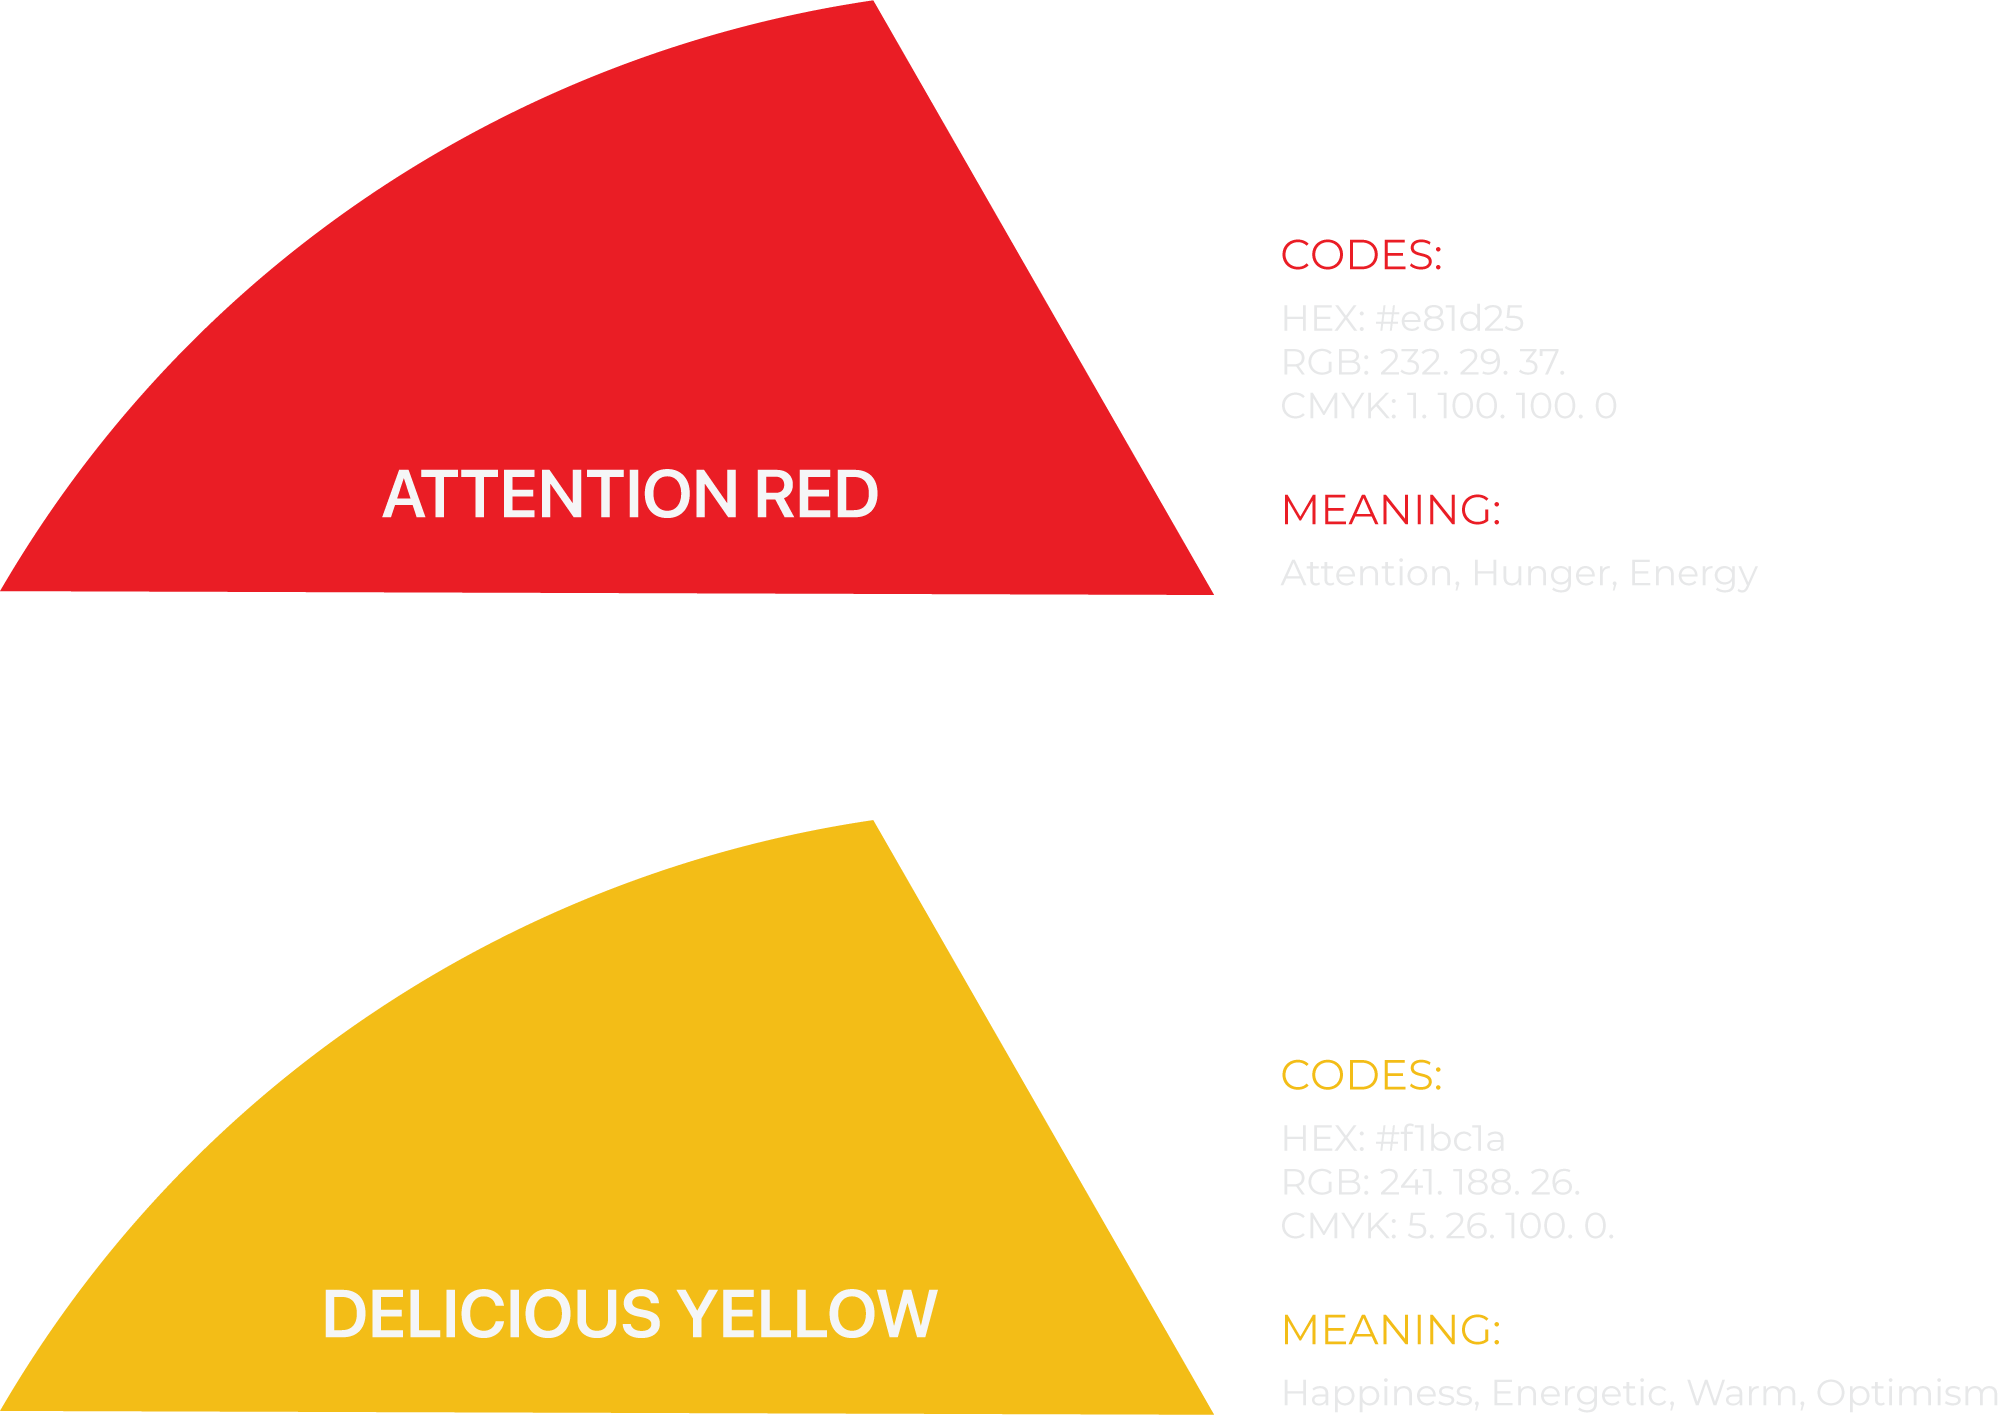 CODES:
HEX: #e81d25
RGB: 232. 29. 37.
CMYK: 1. 100. 100. 0
ATTENTION RED
MEANING:
Attention, Hunger, Energy
CODES:
HEX: #f1bc1a
RGB: 241. 188. 26.
CMYK: 5. 26. 100. 0.
DELICIOUS YELLOW
MEANING:
Happiness, Energetic, Warm, Optimism